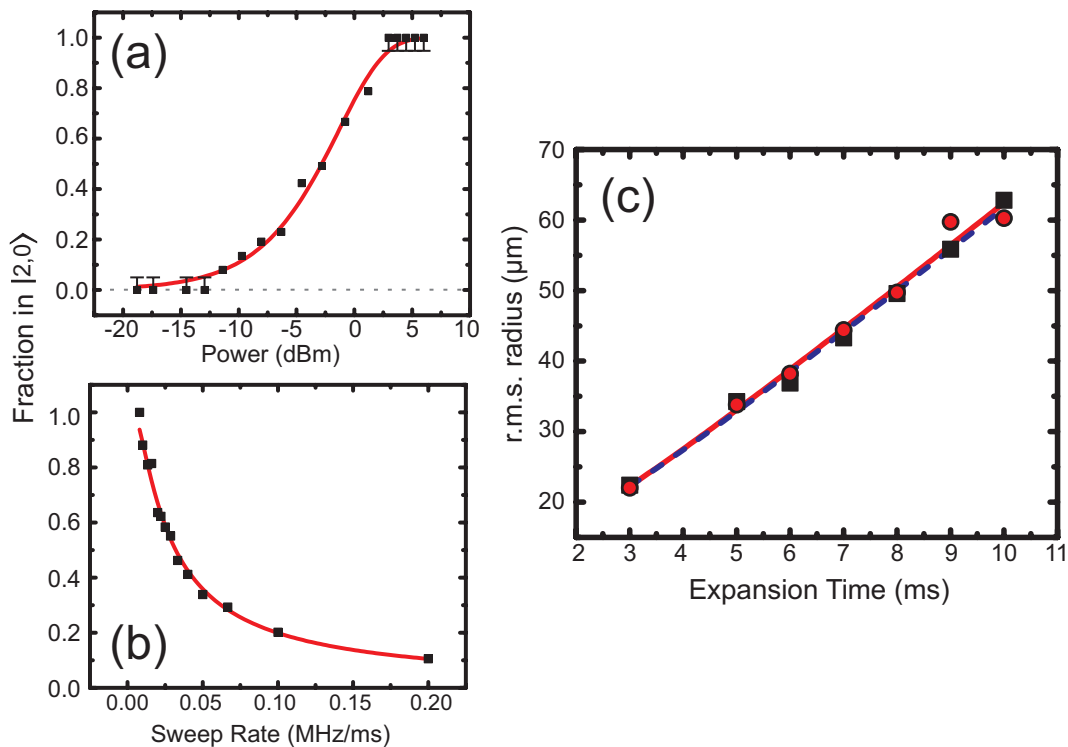 (a)
1.0
0.8
0.6
0.4
0.2
0.0
-20 -15 -10 -5 0 5 10
Power (dBm)
Fraction in |2,0⟩
(b)
1.0
0.8
0.6
0.4
0.2
0.0
0.00 0.05 0.10 0.15 0.20
Sweep Rate (MHz/ms)
(c)
70
60
50
40
30
20
2 3 4 5 6 7 8 9 10 11
r.m.s. radius (μm)
Expansion Time (ms)